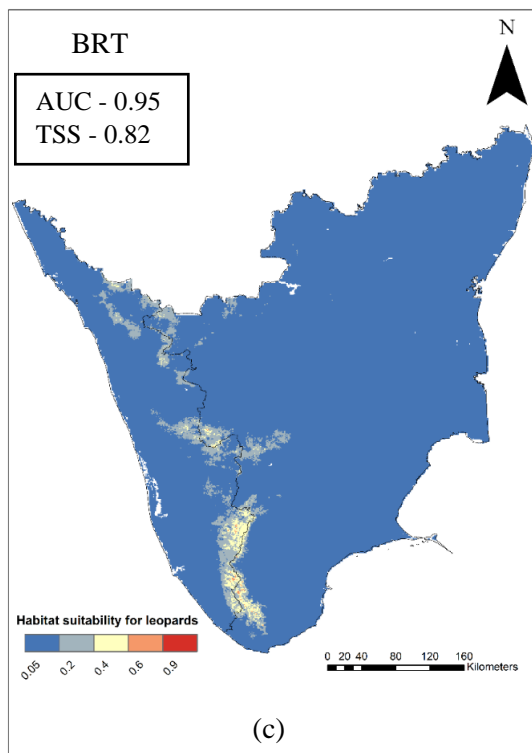 BRT
N
AUC - 0.95
TSS - 0.82
Habitat suitability for leopards
0.05 0.2 0.4 0.6 0.9
0 20 40 80 120 160
Kilometers
(c)